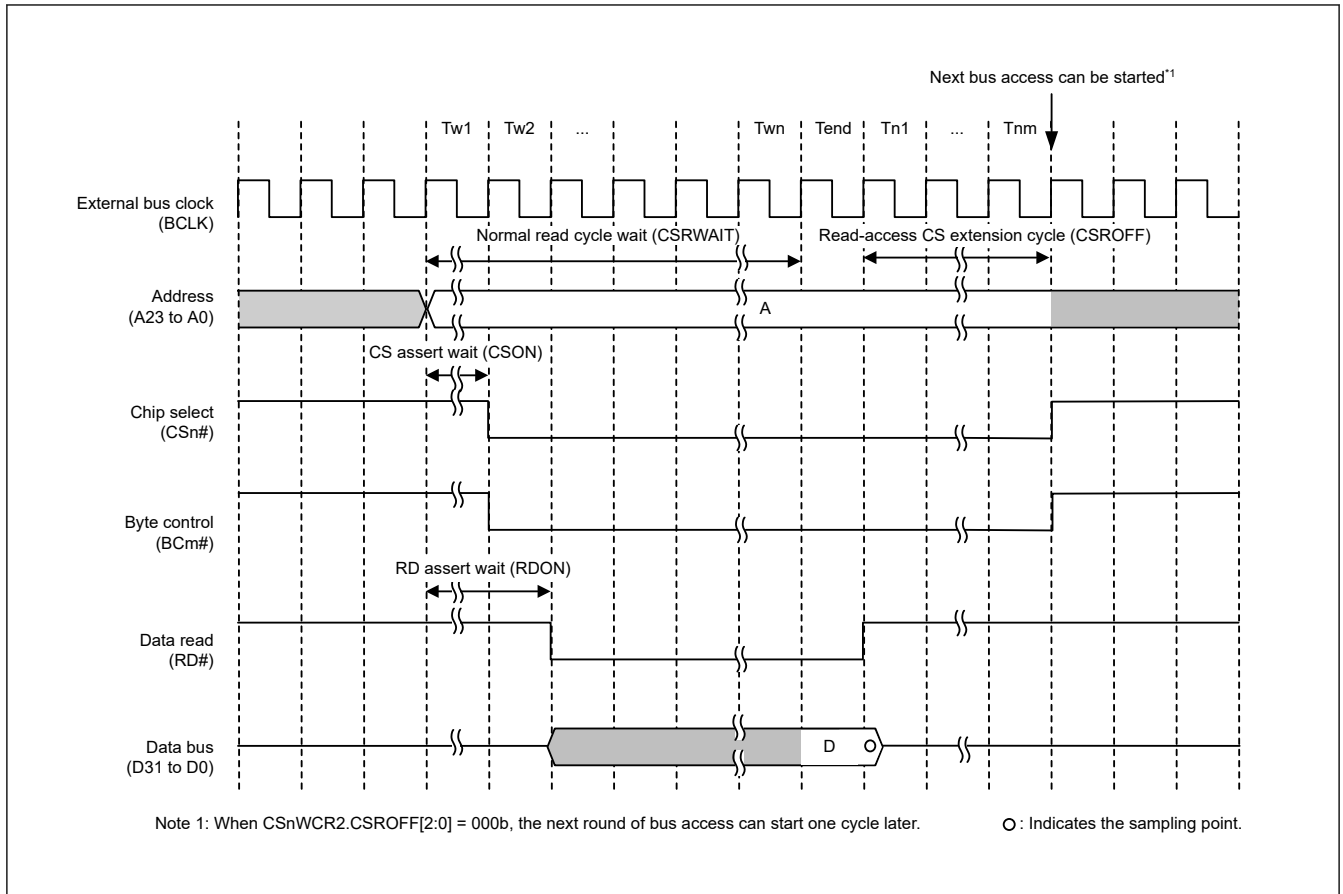 Next bus access can be started*1
Tw1 Tw2 ... Twn Tend Tn1 ... Tnm
External bus clock
(BCLK)
Normal read cycle wait (CSRWAIT) Read-access CS extension cycle (CSROFF)
Address
(A23 to A0)
A
CS assert wait (CSON)
Chip select
(CSn#)
Byte control
(BCm#)
RD assert wait (RDON)
Data read
(RD#)
Data bus
(D31 to D0)
D
Note 1: When CSnWCR2.CSROFF[2:0] = 000b, the next round of bus access can start one cycle later. : Indicates the sampling point.